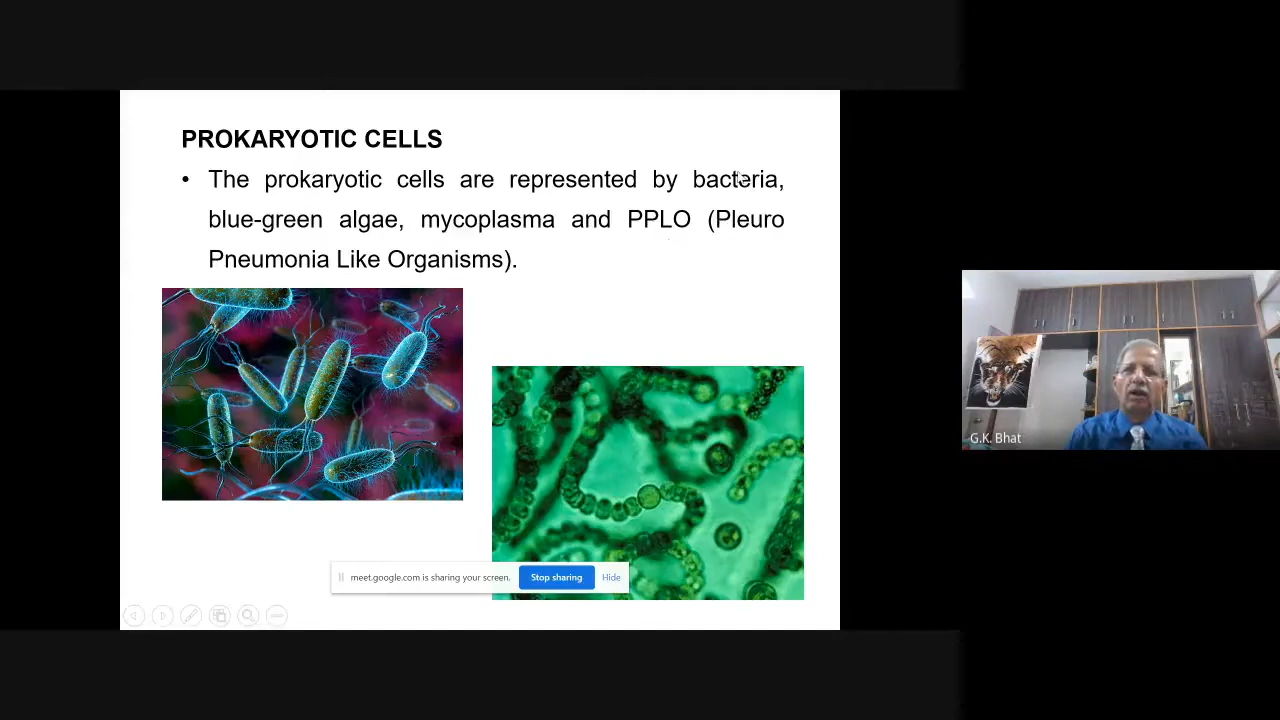 PROKARYOTIC CELLS
• The prokaryotic cells are represented by bacteria,
blue-green algae, mycoplasma and PPLO (Pleuro
Pneumonia Like Organisms).
G.K. Bhat
meet.google.com is sharing your screen.
Stop sharing
Hide